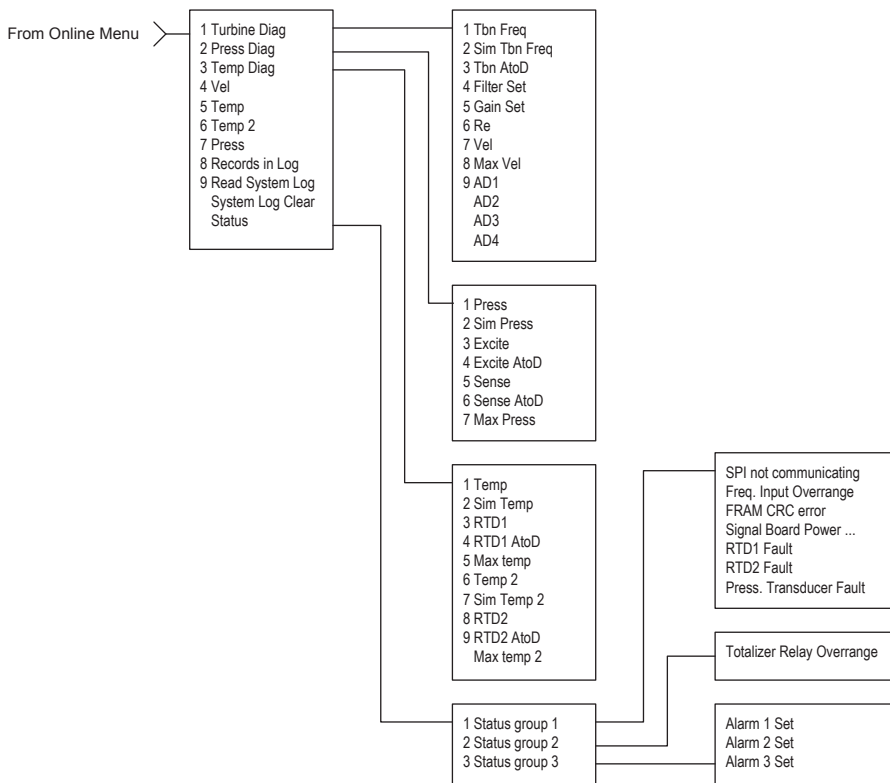 From Online Menu
1 Turbine Diag
2 Press Diag
3 Temp Diag
4 Vel
5 Temp
6 Temp 2
7 Press
8 Records in Log
9 Read System Log
System Log Clear
Status
1 Tbn Freq
2 Sim Tbn Freq
3 Tbn AtoD
4 Filter Set
5 Gain Set
6 Re
7 Vel
8 Max Vel
9 AD1
AD2
AD3
AD4
1 Press
2 Sim Press
3 Excite
4 Excite AtoD
5 Sense
6 Sense AtoD
7 Max Press
1 Temp
2 Sim Temp
3 RTD1
4 RTD1 AtoD
5 Max temp
6 Temp 2
7 Sim Temp 2
8 RTD2
9 RTD2 AtoD
Max temp 2
1 Status group 1
2 Status group 2
3 Status group 3
SPI not communicating
Freq. Input Overrange
FRAM CRC error
Signal Board Power ...
RTD1 Fault
RTD2 Fault
Press. Transducer Fault
Totalizer Relay Overrange
Alarm 1 Set
Alarm 2 Set
Alarm 3 Set